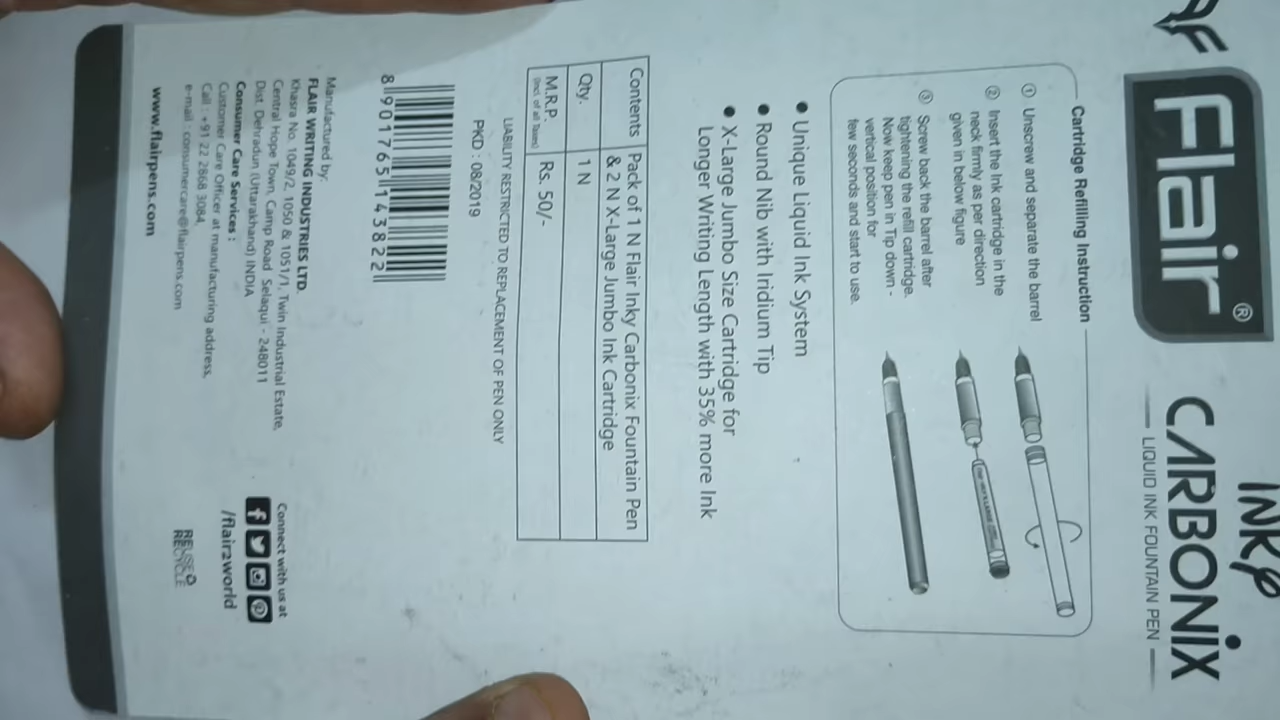 Flair®
INKy
CARBONIX
LIQUID INK FOUNTAIN PEN
Cartridge Refilling Instruction
① Unscrew and separate the barrel
② Insert the Ink cartridge in the
neck firmly as per direction
given in below figure
③ Screw back the barrel after
tightening the refill cartridge.
Now keep pen in Tip down -
vertical position for
few seconds and start to use.
● Unique Liquid Ink System
● Round Nib with Iridium Tip
● X-Large Jumbo Size Cartridge for
Longer Writing Length with 35% more Ink
Contents Pack of 1 N Flair Inky Carbonix Fountain Pen
& 2 N X-Large Jumbo Ink Cartridge
Qty. 1 N
M.R.P. Rs. 50/-
(Incl. of all Taxes)
LIABILITY RESTRICTED TO REPLACEMENT OF PEN ONLY
PKD : 08/2019
8 901765 143822
Manufactured by:
FLAIR WRITING INDUSTRIES LTD.
Khasra No. 1049/2, 1050 & 1051/1, Twin Industrial Estate,
Central Hope Town, Camp Road Selaqui - 248011
Dist. Dehradun (Uttarakhand) INDIA
Consumer Care Services :
Customer Care Officer at manufacturing address,
Call : +91 22 2868 3084,
e-mail : consumercare@flairpens.com
www.flairpens.com
Connect with us at
/flair2world
REUSE
RECYCLE